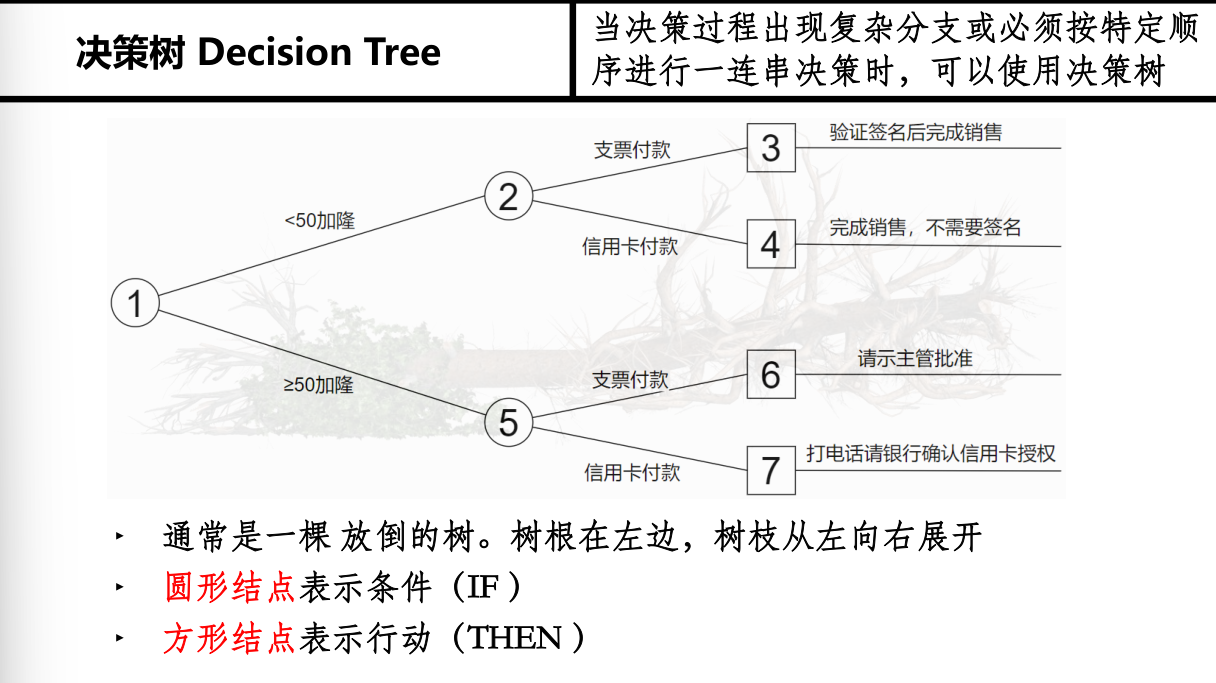 决策树 Decision Tree
当决策过程出现复杂分支或必须按特定顺
序进行一连串决策时，可以使用决策树
支票付款
3
验证签名后完成销售
2
<50加隆
信用卡付款
4
完成销售，不需要签名
1
≥50加隆
支票付款
6
请示主管批准
5
信用卡付款
7
打电话请银行确认信用卡授权
‣ 通常是一棵 放倒的树。树根在左边，树枝从左向右展开
‣ 圆形结点表示条件（IF ）
‣ 方形结点表示行动（THEN ）